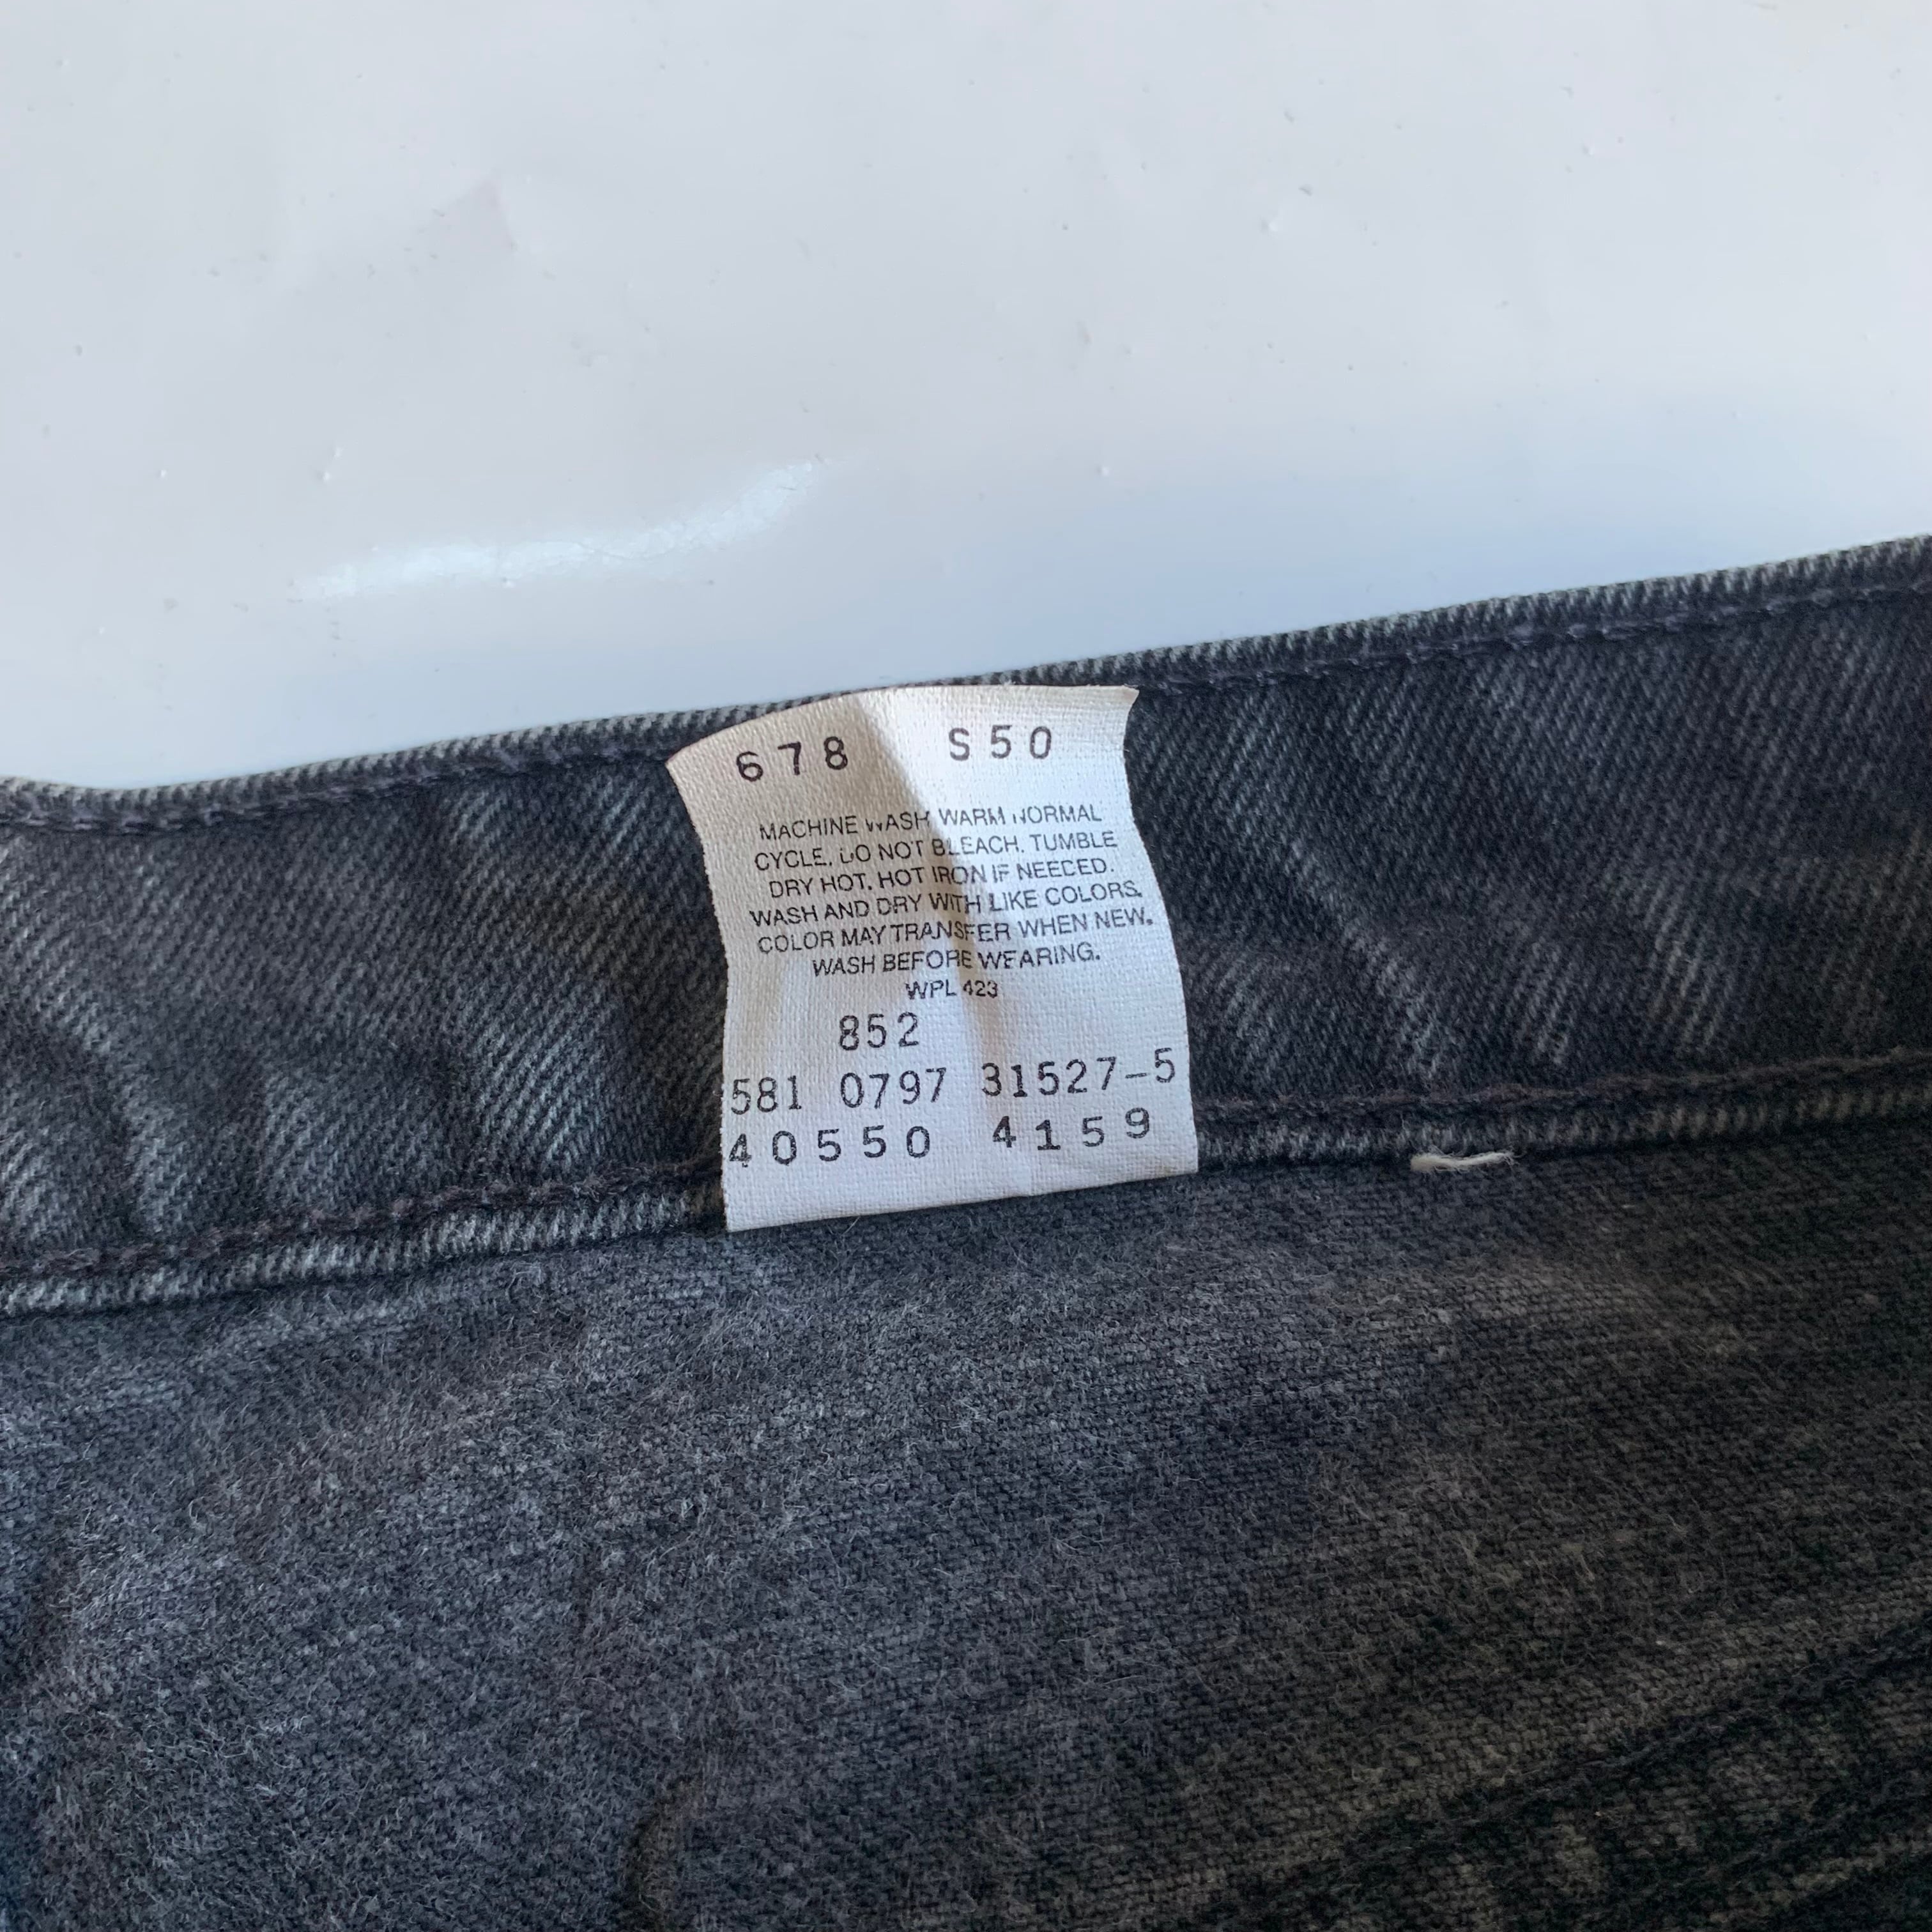 678 S50
MACHINE WASH WARM NORMAL
CYCLE. DO NOT BLEACH. TUMBLE
DRY HOT. HOT IRON IF NEEDED.
WASH AND DRY WITH LIKE COLORS.
COLOR MAY TRANSFER WHEN NEW.
WASH BEFORE WEARING.
WPL 423
852
581 0797 31527-5
40550 4159